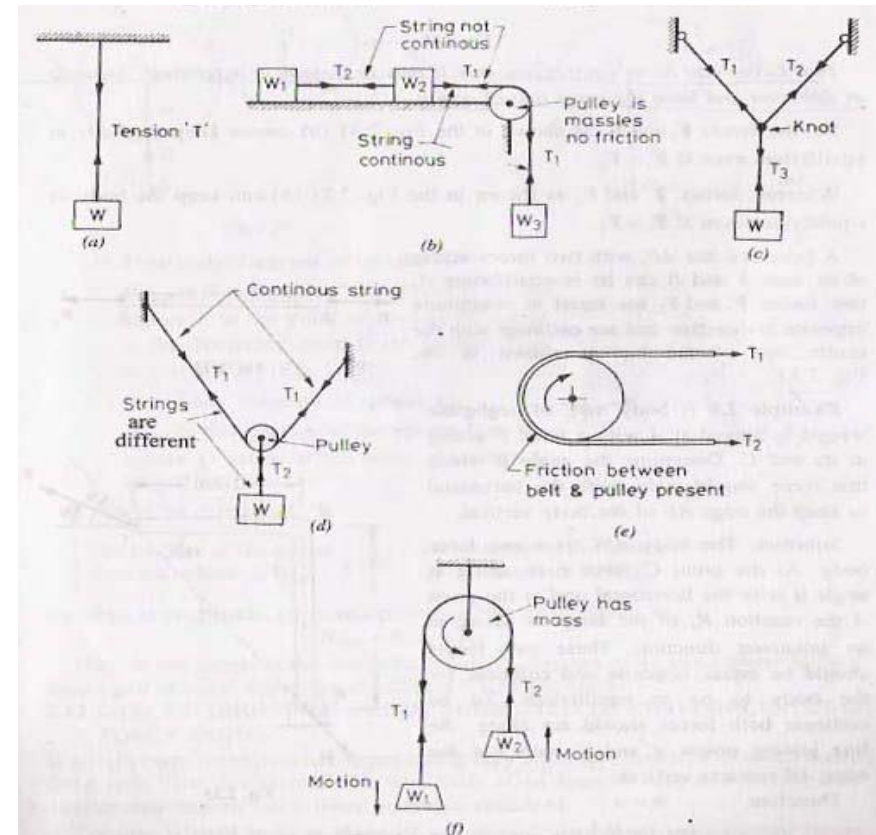 Tension 'T'
W
(a)
String not
continous
T₂
T₁
W₁
W₂
Pulley is
massles
no friction
String
continous
T₁
W₃
(b)
T₁
T₂
Knot
T₃
W
(c)
Continous string
T₁
T₁
Strings
are
different
Pulley
T₂
W
(d)
T₁
T₂
Friction between
belt & pulley present
(e)
Pulley has
mass
T₁
T₂
W₂
Motion
Motion
W₁
(f)